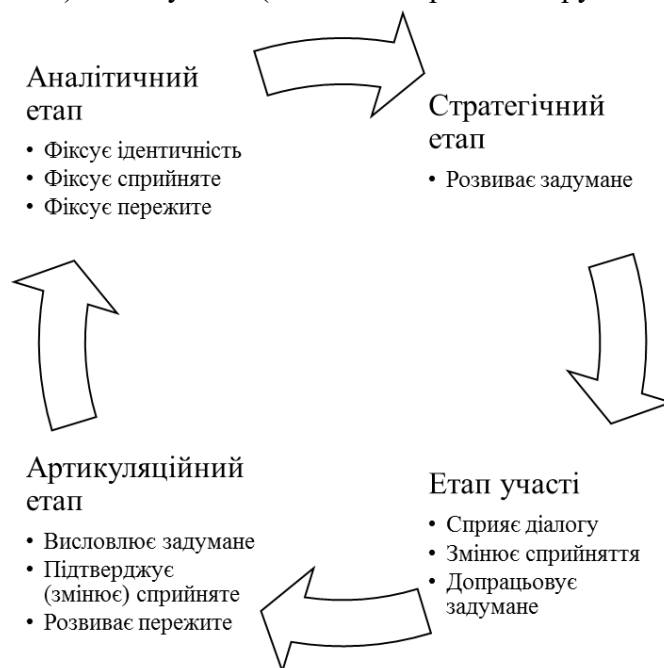 Аналітичний
етап
• Фіксує ідентичність
• Фіксує сприйняте
• Фіксує пережите
Стратегічний
етап
• Розвиває задумане
Етап участі
• Сприяє діалогу
• Змінює сприйняття
• Допрацьовує
задумане
Артикуляційний
етап
• Висловлює задумане
• Підтверджує
(змінює) сприйняте
• Розвиває пережите